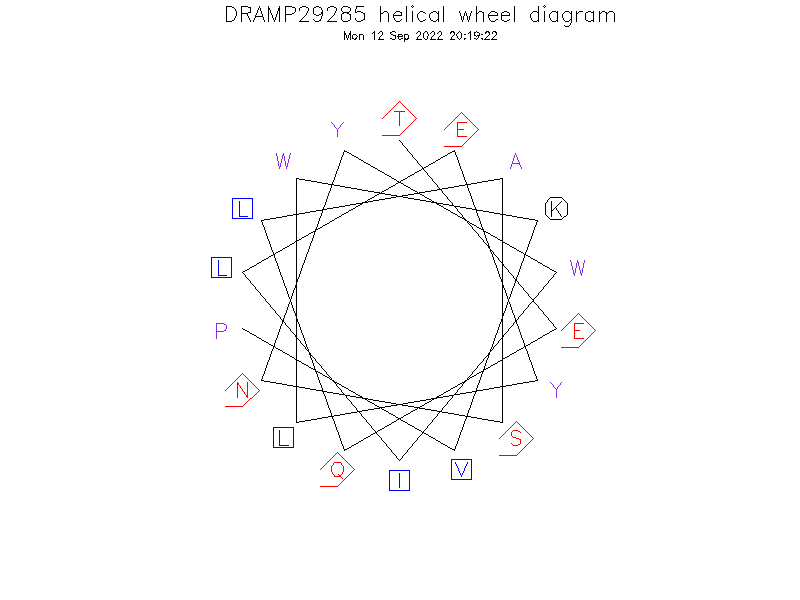 DRAMP29285 helical wheel diagram
Mon 12 Sep 2022 20:19:22
T
Y E
W A
L K
L W
P E
N Y
L S
Q V
I